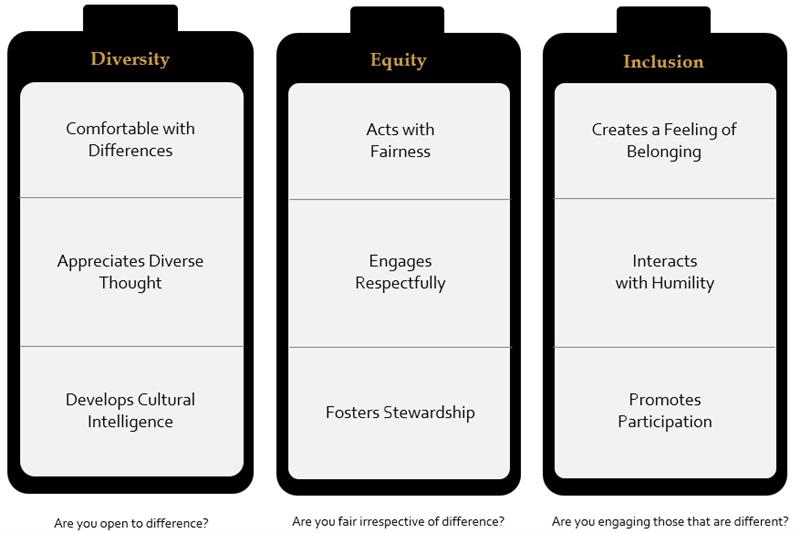 Diversity
Comfortable with
Differences
Appreciates Diverse
Thought
Develops Cultural
Intelligence
Are you open to difference?
Equity
Acts with
Fairness
Engages
Respectfully
Fosters Stewardship
Are you fair irrespective of difference?
Inclusion
Creates a Feeling of
Belonging
Interacts
with Humility
Promotes
Participation
Are you engaging those that are different?